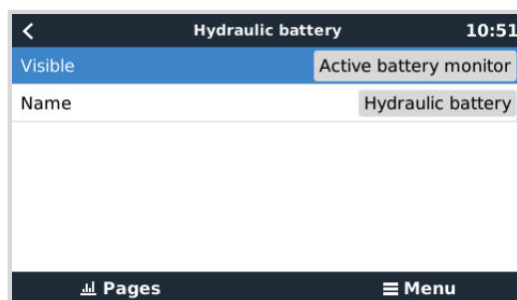 Hydraulic battery 10:51
Visible Active battery monitor
Name Hydraulic battery
Pages Menu